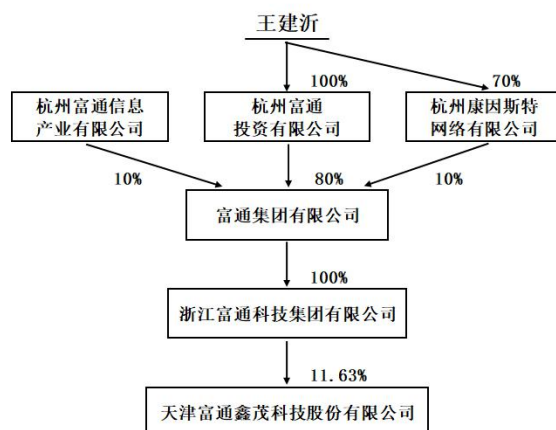 王建沂
100%
70%
杭州富通信息
产业有限公司
杭州富通
投资有限公司
杭州康因斯特
网络有限公司
10%
80%
10%
富通集团有限公司
100%
浙江富通科技集团有限公司
11.63%
天津富通鑫茂科技股份有限公司